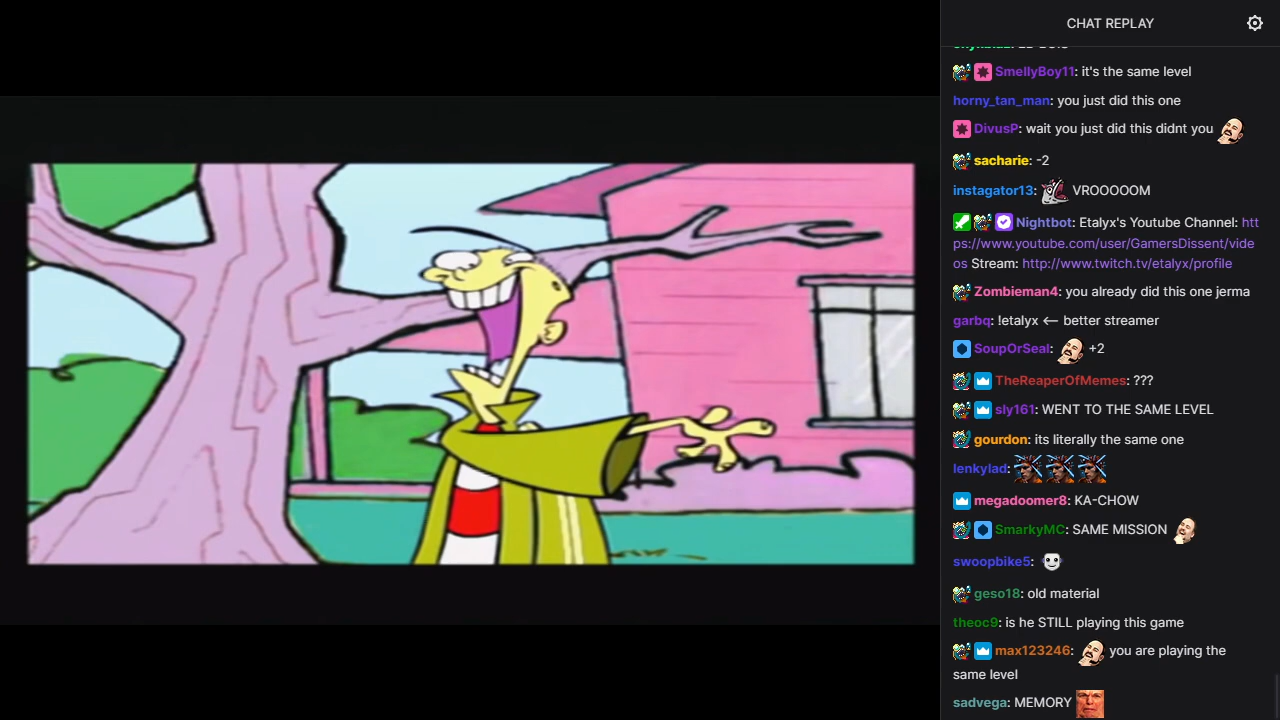 CHAT REPLAY
SmellyBoy11: it's the same level
horny_tan_man: you just did this one
DivusP: wait you just did this didnt you
sacharie: -2
instagator13: VROOOOOM
Nightbot: Etalyx's Youtube Channel: htt
ps://www.youtube.com/user/GamersDissent/vide
os Stream: http://www.twitch.tv/etalyx/profile
Zombieman4: you already did this one jerma
garbq: !etalyx <- better streamer
SoupOrSeal: +2
TheReaperOfMemes: ???
sly161: WENT TO THE SAME LEVEL
gourdon: its literally the same one
lenkylad:
megadoomer8: KA-CHOW
SmarkyMC: SAME MISSION
swoopbike5:
geso18: old material
theoc9: is he STILL playing this game
max123246: you are playing the
same level
sadvega: MEMORY